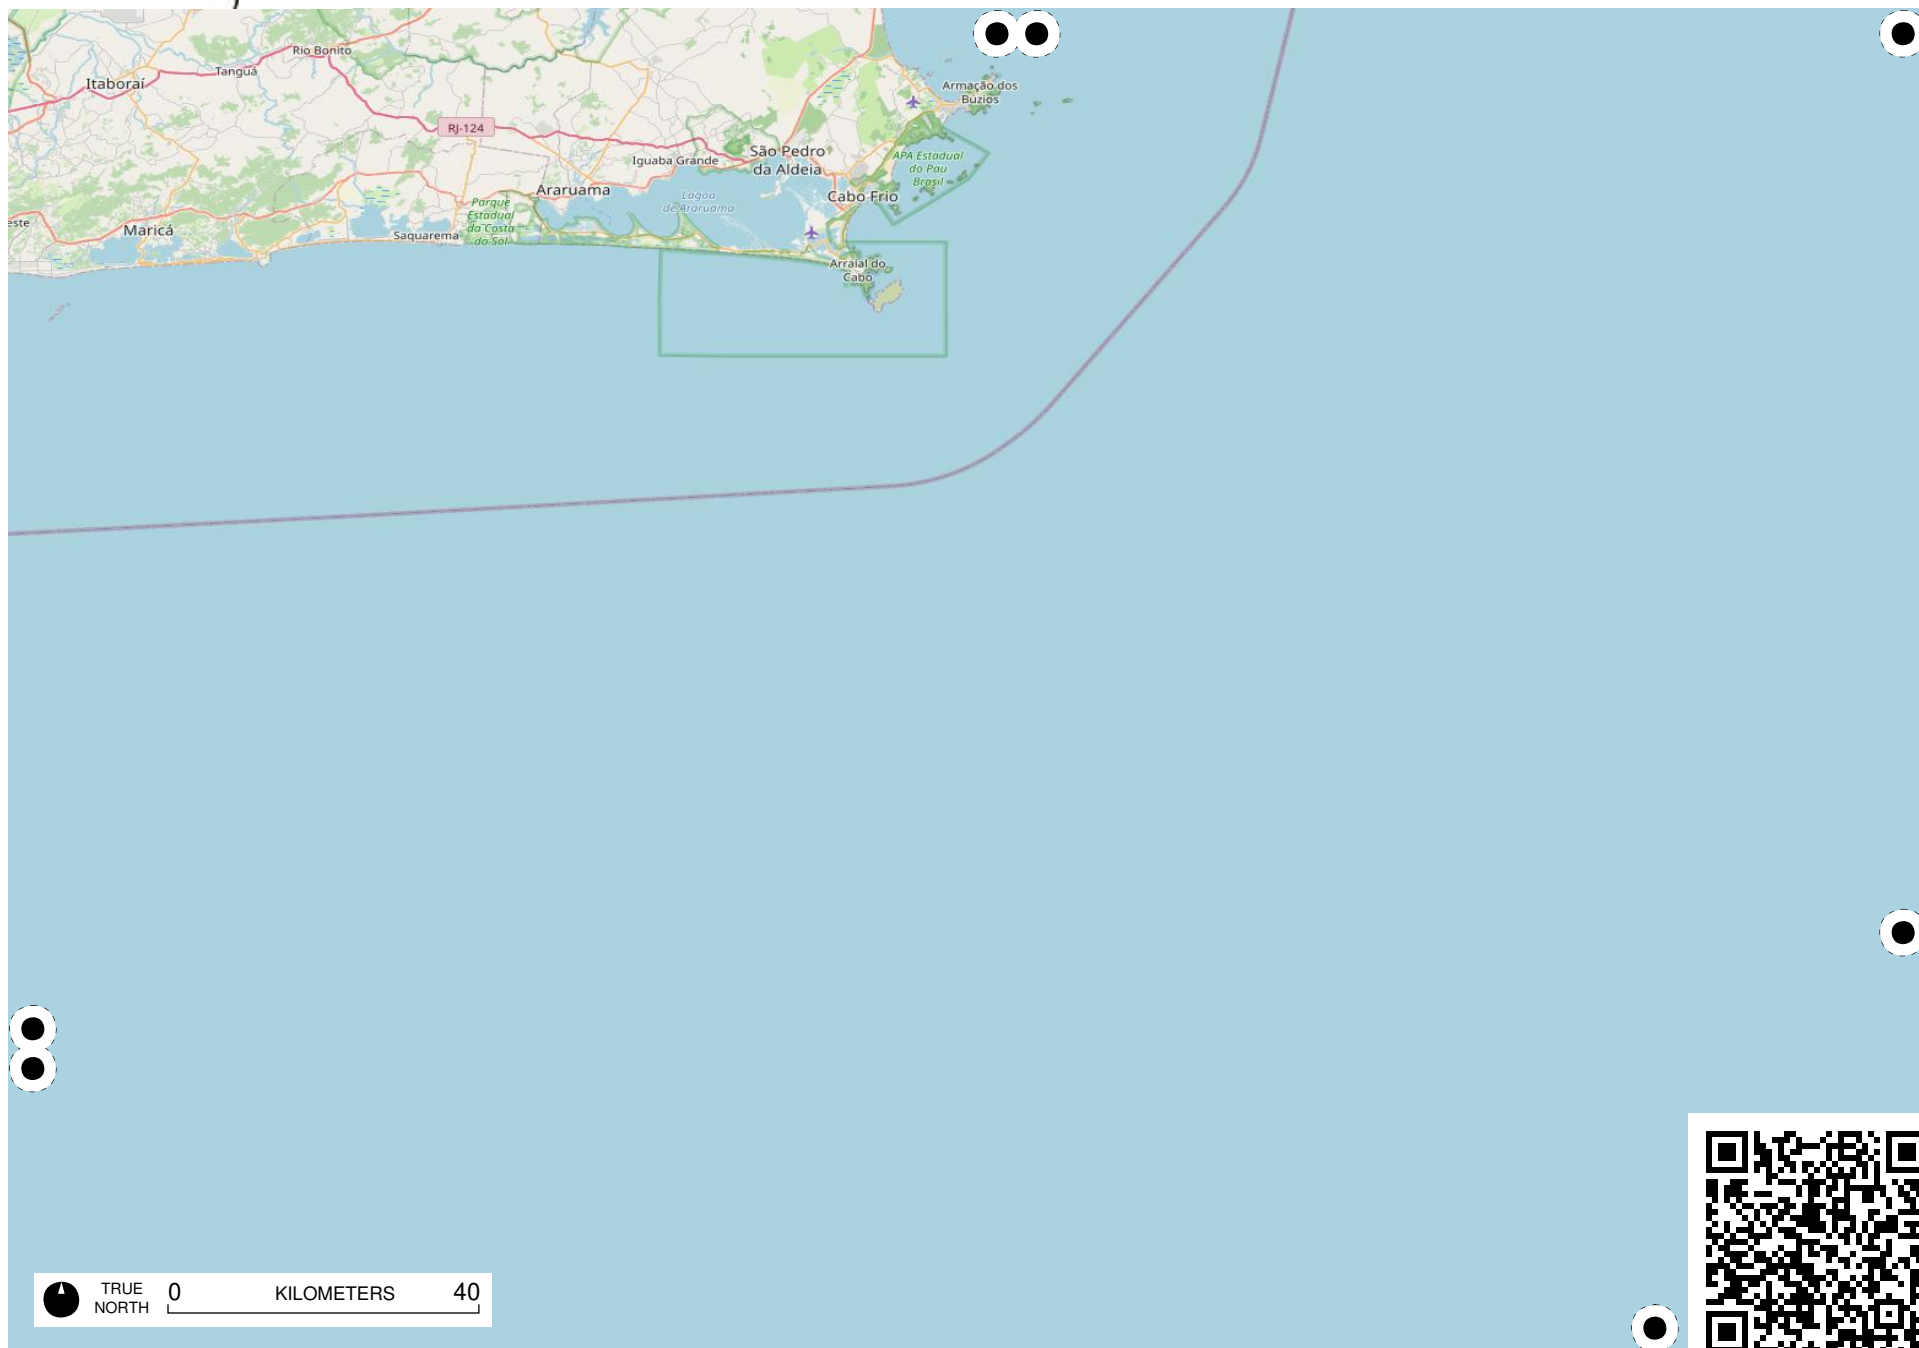 Rio Bonito
Tanguá
Itaboraí
Armação dos
Búzios
RJ-124
São Pedro
da Aldeia
Iguaba Grande
APA Estadual
do Pau
Brasil
Araruama
Lagoa
de Araruama
Cabo Frio
Parque
Estadual
da Costa
do Sol
este
Maricá
Saquarema
Arraial do
Cabo
TRUE
NORTH
0
KILOMETERS
40